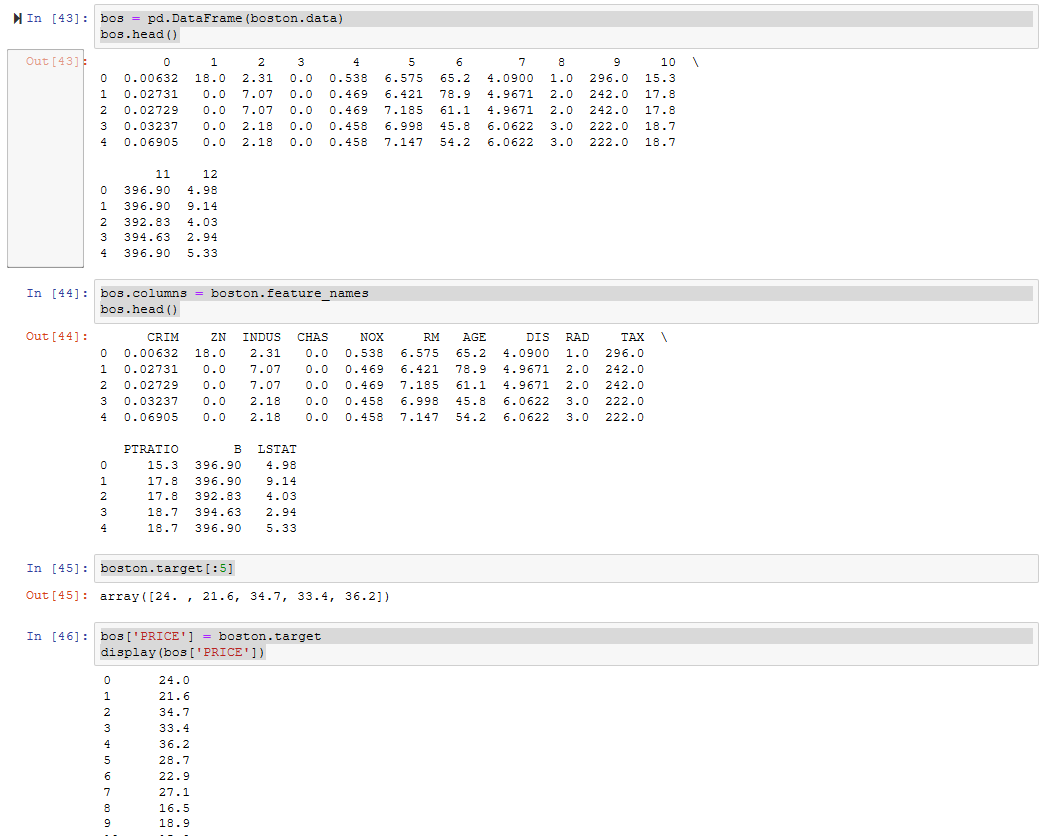 In [43]: bos = pd.DataFrame(boston.data)
bos.head()
Out[43]: 0 1 2 3 4 5 6 7 8 9 10 \
0 0.00632 18.0 2.31 0.0 0.538 6.575 65.2 4.0900 1.0 296.0 15.3
1 0.02731 0.0 7.07 0.0 0.469 6.421 78.9 4.9671 2.0 242.0 17.8
2 0.02729 0.0 7.07 0.0 0.469 7.185 61.1 4.9671 2.0 242.0 17.8
3 0.03237 0.0 2.18 0.0 0.458 6.998 45.8 6.0622 3.0 222.0 18.7
4 0.06905 0.0 2.18 0.0 0.458 7.147 54.2 6.0622 3.0 222.0 18.7
11 12
0 396.90 4.98
1 396.90 9.14
2 392.83 4.03
3 394.63 2.94
4 396.90 5.33
In [44]: bos.columns = boston.feature_names
bos.head()
Out[44]: CRIM ZN INDUS CHAS NOX RM AGE DIS RAD TAX \
0 0.00632 18.0 2.31 0.0 0.538 6.575 65.2 4.0900 1.0 296.0
1 0.02731 0.0 7.07 0.0 0.469 6.421 78.9 4.9671 2.0 242.0
2 0.02729 0.0 7.07 0.0 0.469 7.185 61.1 4.9671 2.0 242.0
3 0.03237 0.0 2.18 0.0 0.458 6.998 45.8 6.0622 3.0 222.0
4 0.06905 0.0 2.18 0.0 0.458 7.147 54.2 6.0622 3.0 222.0
PTRATIO B LSTAT
0 15.3 396.90 4.98
1 17.8 396.90 9.14
2 17.8 392.83 4.03
3 18.7 394.63 2.94
4 18.7 396.90 5.33
In [45]: boston.target[:5]
Out[45]: array([24. , 21.6, 34.7, 33.4, 36.2])
In [46]: bos['PRICE'] = boston.target
display(bos['PRICE'])
0 24.0
1 21.6
2 34.7
3 33.4
4 36.2
5 28.7
6 22.9
7 27.1
8 16.5
9 18.9